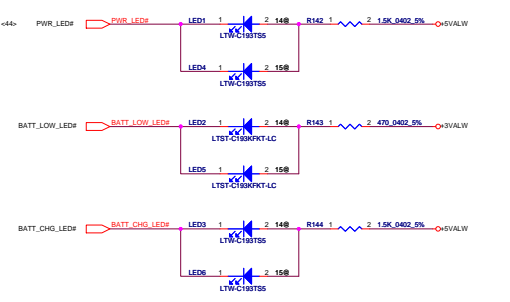 <44> PWR_LED# PWR_LED# LED1 1 2 14@ R142 1 2 1.5K_0402_5% +5VALW
LTW-C193TS5
LED4 1 2 15@
LTW-C193TS5
BATT_LOW_LED# BATT_LOW_LED# LED2 1 2 14@ R143 1 2 470_0402_5% +3VALW
LTST-C193KFKT-LC
LED5 1 2 15@
LTST-C193KFKT-LC
BATT_CHG_LED# BATT_CHG_LED# LED3 1 2 14@ R144 1 2 1.5K_0402_5% +5VALW
LTW-C193TS5
LED6 1 2 15@
LTW-C193TS5